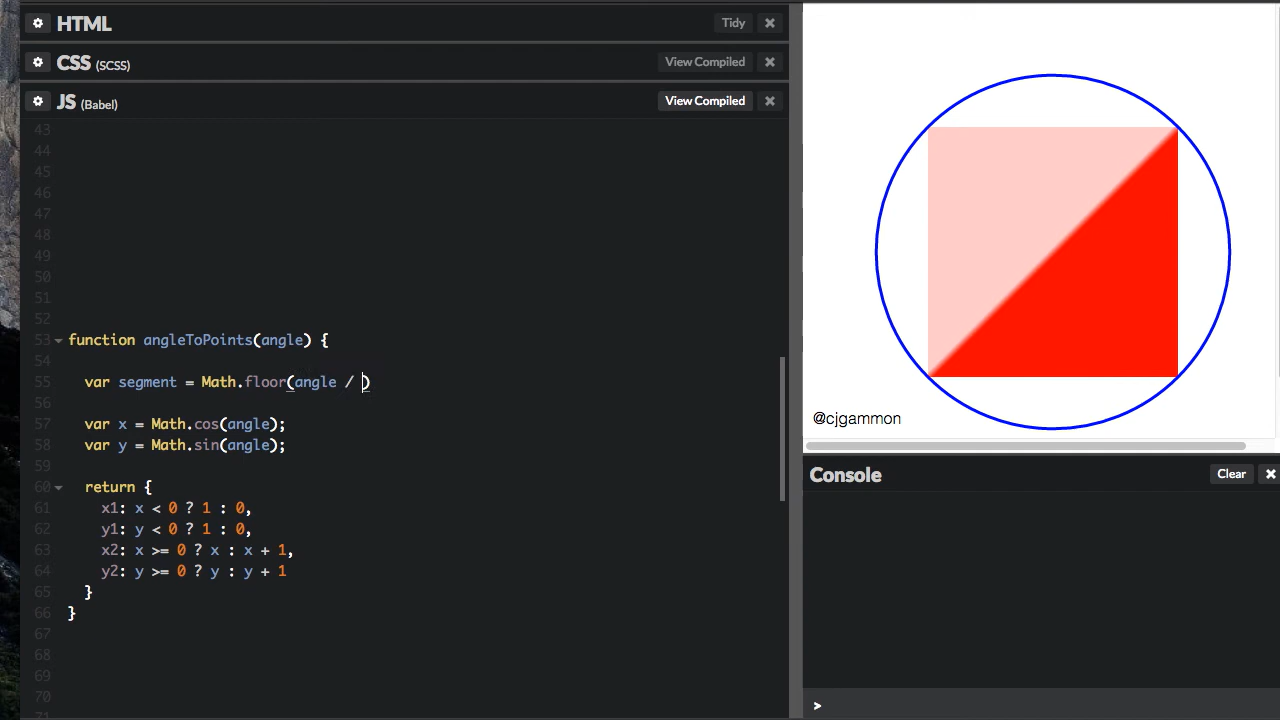 HTML Tidy
CSS (SCSS) View Compiled
JS (Babel) View Compiled
43
44
45
46
47
48
49
50
51
52
53 function angleToPoints(angle) {
54
55 var segment = Math.floor(angle / )
56
57 var x = Math.cos(angle);
58 var y = Math.sin(angle);
59
60 return {
61 x1: x < 0 ? 1 : 0,
62 y1: y < 0 ? 1 : 0,
63 x2: x >= 0 ? x : x + 1,
64 y2: y >= 0 ? y : y + 1
65 }
66 }
67
68
69
70
@cjgammon
Console Clear
>